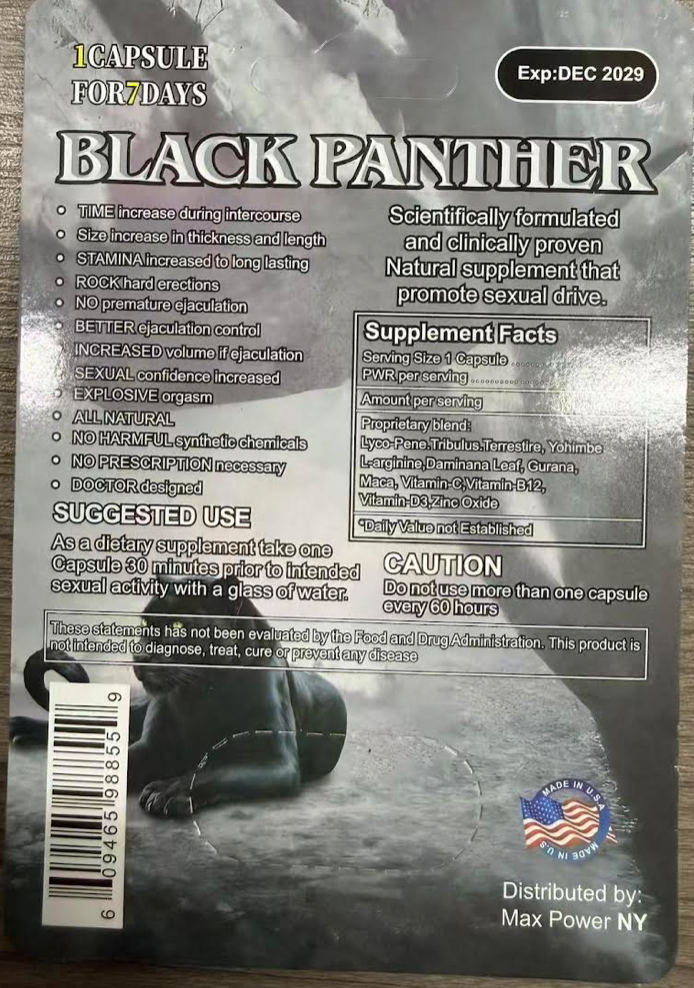 1CAPSULE
FOR7DAYS
Exp:DEC 2029
BLACK PANTHER
TIME increase during intercourse
Size increase in thickness and length
STAMINA increased to long lasting
ROCK hard erections
NO premature ejaculation
BETTER ejaculation control
INCREASED volume if ejaculation
SEXUAL confidence increased
EXPLOSIVE orgasm
ALL NATURAL
NO HARMFUL synthetic chemicals
NO PRESCRIPTION necessary
DOCTOR designed
SUGGESTED USE
As a dietary supplement take one
Capsule 30 minutes prior to intended
sexual activity with a glass of water.
Scientifically formulated
and clinically proven
Natural supplement that
promote sexual drive.
Supplement Facts
Serving Size 1 Capsule
PWR per serving
Amount per serving
Proprietary blend:
Lyco-Pene.Tribulus.Terrestire, Yohimbe
L-arginine,Daminana Leaf, Gurana,
Maca, Vitamin-C,Vitamin-B12,
Vitamin-D3,Zinc Oxide
*Daily Value not Established
CAUTION
Do not use more than one capsule
every 60 hours
These statements has not been evaluated by the Food and Drug Administration. This product is
not intended to diagnose, treat, cure or prevent any disease
6 09465 98855 9
MADE IN U.S.A
MADE IN U.S
Distributed by:
Max Power NY